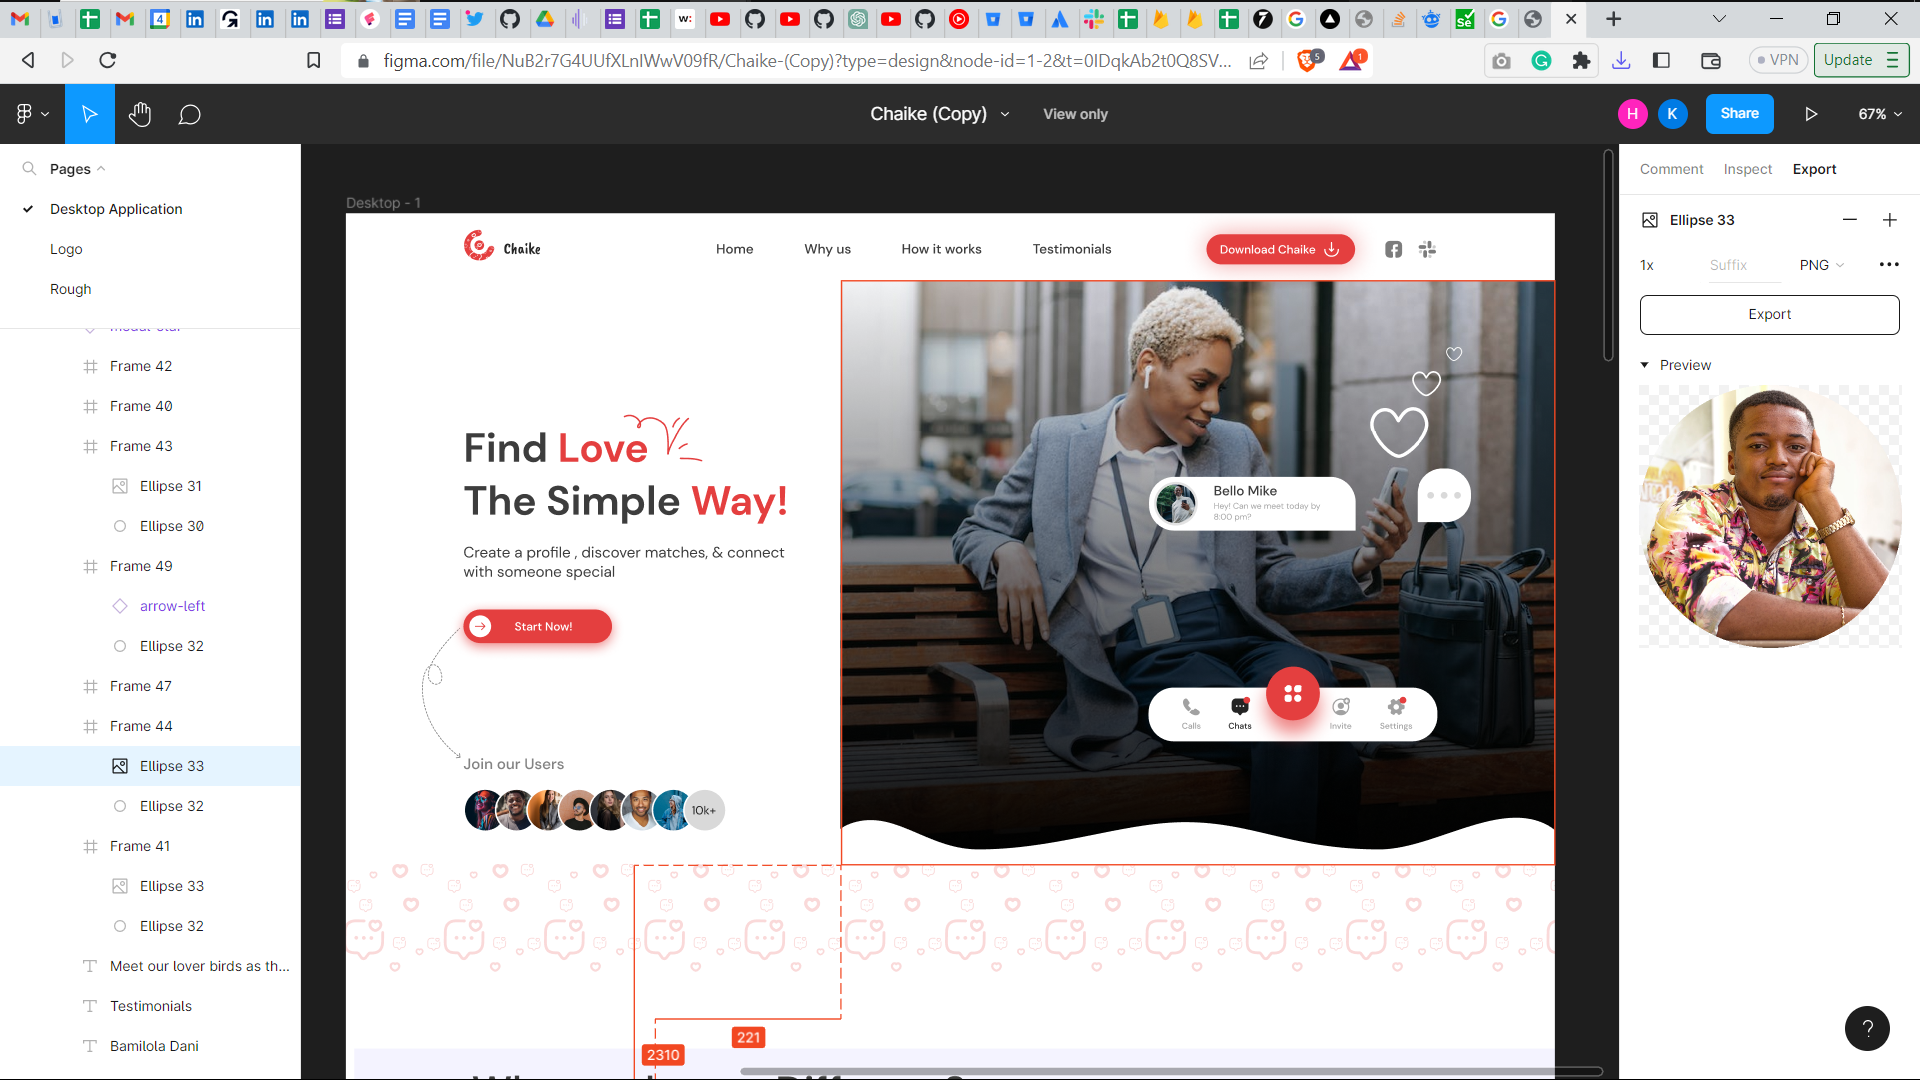 figma.com/file/NuB2r7G4UUfXLnIWwV09fR/Chaike-(Copy)?type=design&node-id=1-2&t=0IDqkAb2t0Q8SV...
5
1
VPN
Update
Chaike (Copy)
View only
H
K
Share
67%
Pages
Desktop Application
Logo
Rough
Frame 42
Frame 40
Frame 43
Ellipse 31
Ellipse 30
Frame 49
arrow-left
Ellipse 32
Frame 47
Frame 44
Ellipse 33
Ellipse 32
Frame 41
Ellipse 33
Ellipse 32
Meet our lover birds as th...
Testimonials
Bamilola Dani
Desktop - 1
Chaike
Home
Why us
How it works
Testimonials
Download Chaike
Find Love
The Simple Way!
Create a profile , discover matches, & connect
with someone special
Start Now!
Join our Users
10k+
Bello Mike
Hey! Can we meet today by
8:00 pm?
Calls
Chats
Invite
Settings
221
2310
Comment
Inspect
Export
Ellipse 33
1x
Suffix
PNG
Export
Preview
?